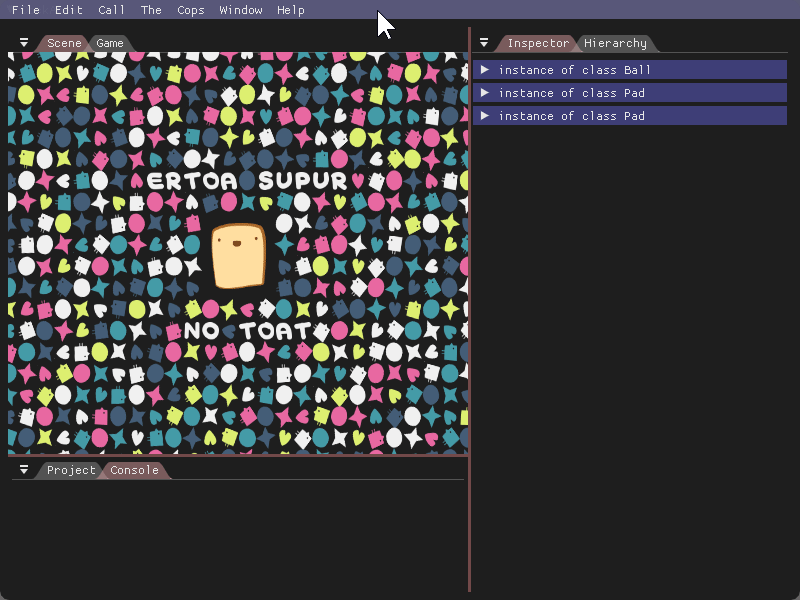 File Edit Call The Cops Window Help
Scene Game
Inspector Hierarchy
instance of class Ball
instance of class Pad
instance of class Pad
ERTOA SUPUR
NO TOAT
Project Console